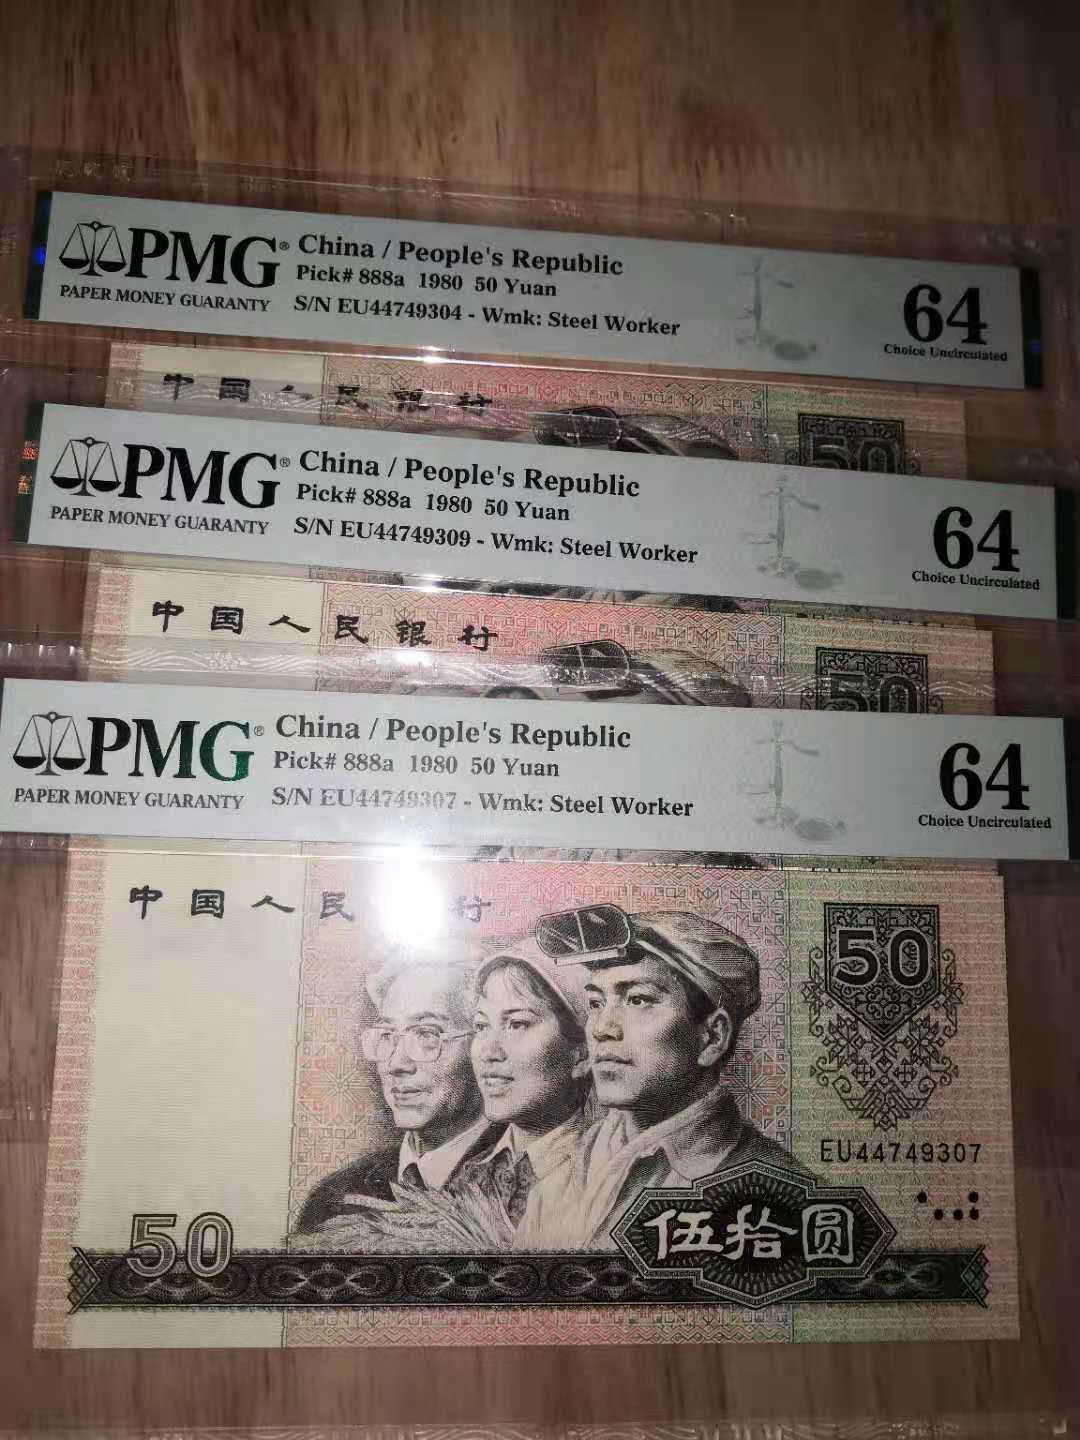 PMG® China / People's Republic
Pick# 888a 1980 50 Yuan
PAPER MONEY GUARANTY S/N EU44749304 - Wmk: Steel Worker
64
Choice Uncirculated
中国人民银行
50
PMG® China / People's Republic
Pick# 888a 1980 50 Yuan
PAPER MONEY GUARANTY S/N EU44749309 - Wmk: Steel Worker
64
Choice Uncirculated
中国人民银行
50
PMG® China / People's Republic
Pick# 888a 1980 50 Yuan
PAPER MONEY GUARANTY S/N EU44749307 - Wmk: Steel Worker
64
Choice Uncirculated
中国人民 行
50
EU44749307
50
伍拾圆